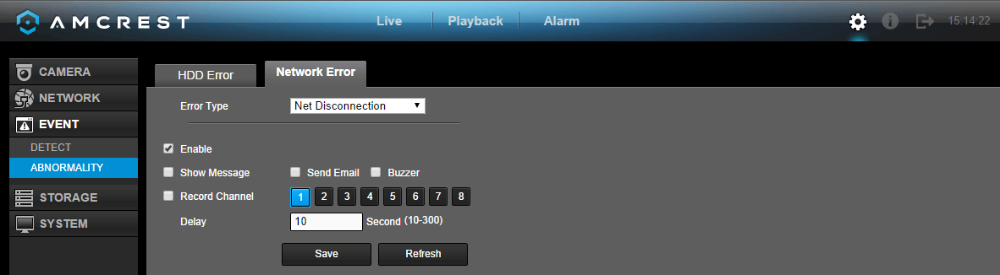 AMCREST Live Playback Alarm 15:14:22
CAMERA
NETWORK
EVENT
DETECT
ABNORMALITY
STORAGE
SYSTEM
HDD Error Network Error
Error Type Net Disconnection
Enable
Show Message Send Email Buzzer
Record Channel 1 2 3 4 5 6 7 8
Delay 10 Second (10-300)
Save Refresh